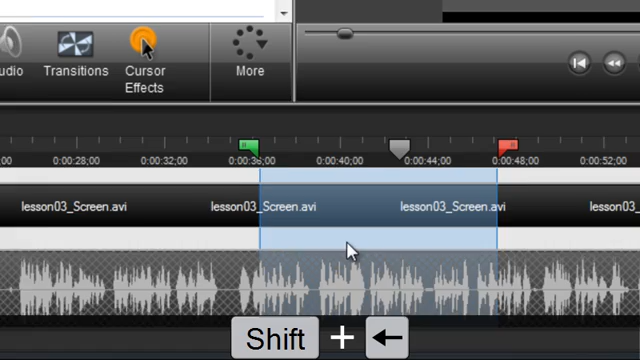 udio
Transitions
Cursor
Effects
More
00
0:00:28;00
0:00:32;00
0:00:36;00
0:00:40;00
0:00:44;00
0:00:48;00
0:00:52;00
lesson03_Screen.avi
lesson03_Screen.avi
lesson03_Screen.avi
lesson03
Shift + ←